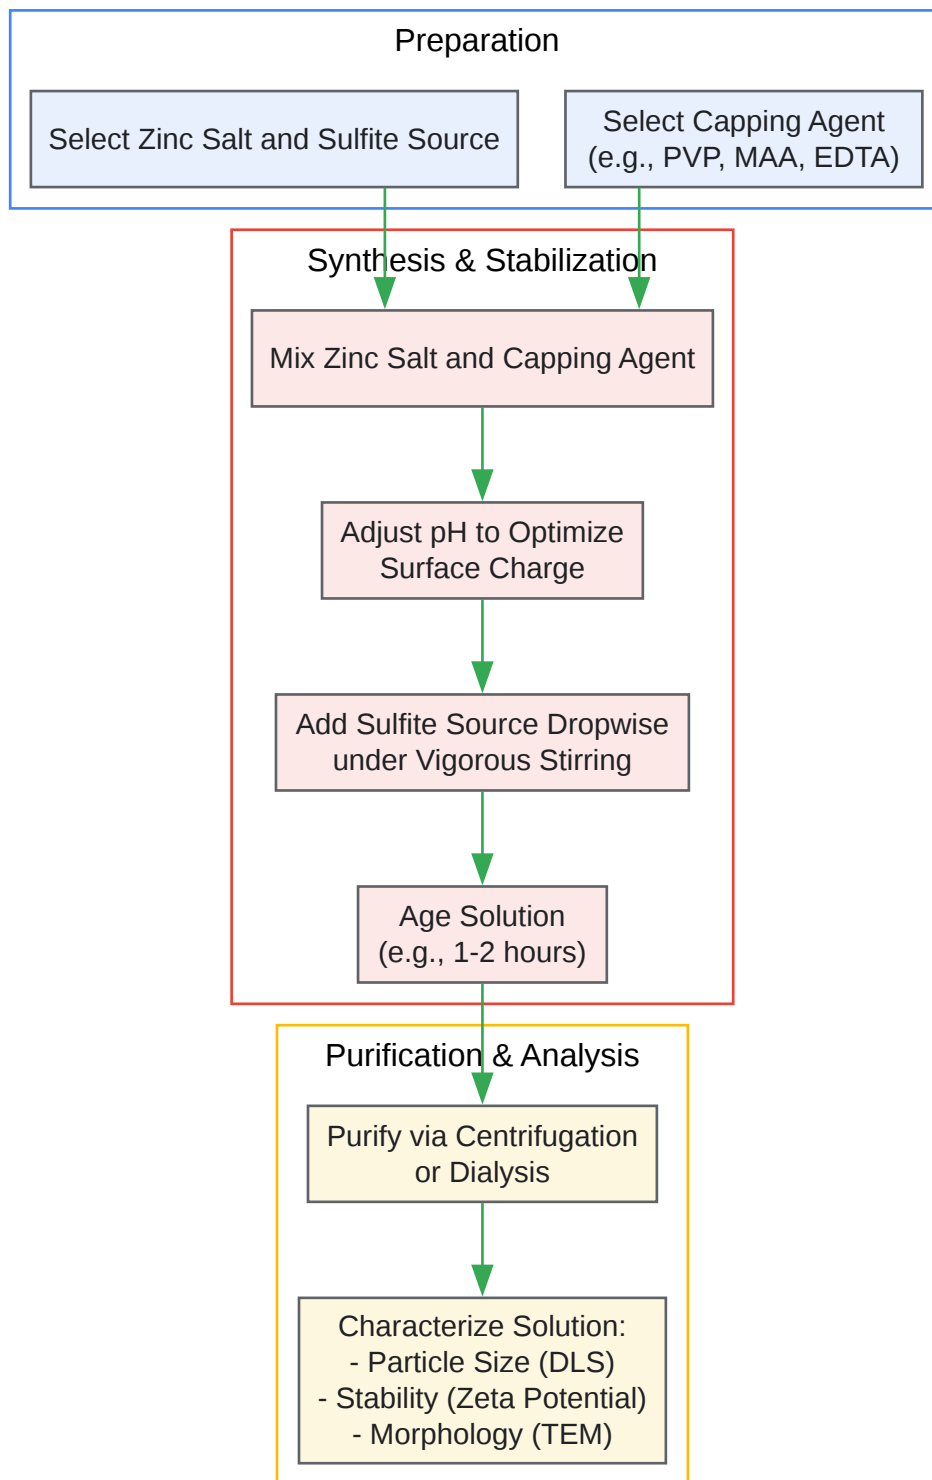 Preparation
Select Zinc Salt and Sulfite Source
Select Capping Agent
(e.g., PVP, MAA, EDTA)
Synthesis & Stabilization
Mix Zinc Salt and Capping Agent
Adjust pH to Optimize
Surface Charge
Add Sulfite Source Dropwise
under Vigorous Stirring
Age Solution
(e.g., 1-2 hours)
Purification & Analysis
Purify via Centrifugation
or Dialysis
Characterize Solution:
- Particle Size (DLS)
- Stability (Zeta Potential)
- Morphology (TEM)